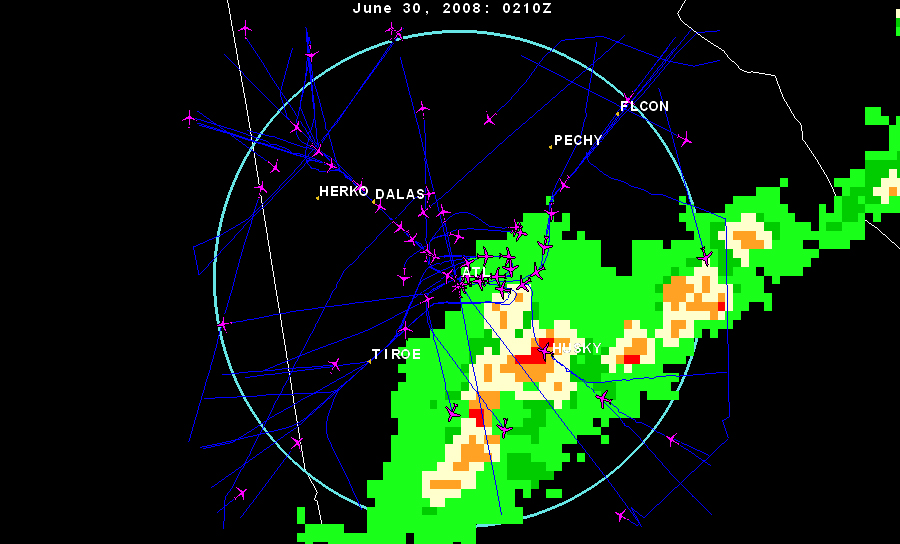 June 30, 2008: 0210Z
FLCON
PECHY
HERKO
DALAS
ATL
HUSKY
TIROE